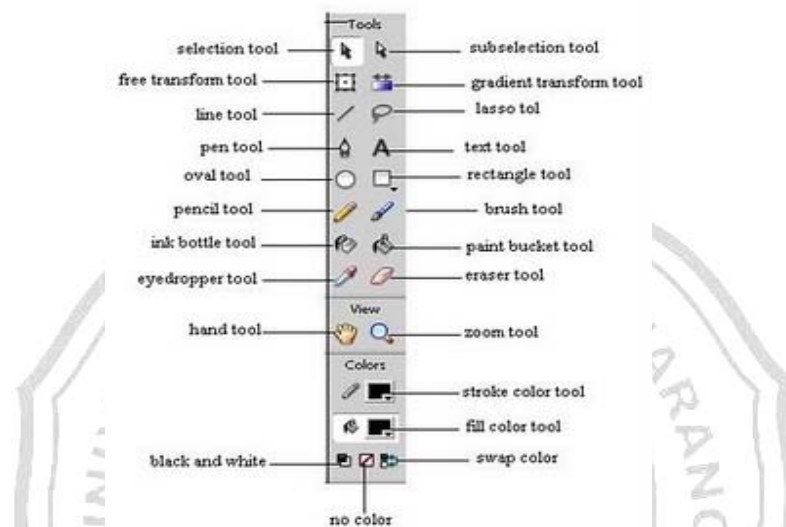 Tools
selection tool
subselection tool
free transform tool
gradient transform tool
line tool
lasso tol
pen tool
text tool
oval tool
rectangle tool
pencil tool
brush tool
ink bottle tool
paint bucket tool
eyedropper tool
eraser tool
View
hand tool
zoom tool
Colors
stroke color tool
fill color tool
black and white
swap color
no color